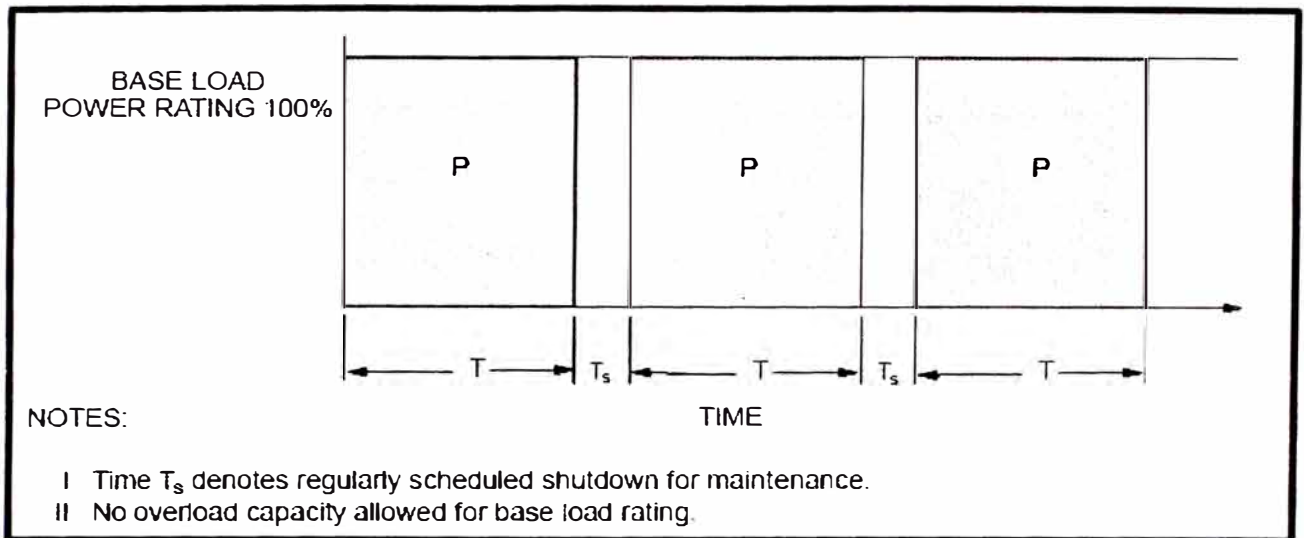 BASE LOAD
POWER RATING 100%
P P P
T Ts T Ts T
NOTES: TIME
I Time Ts denotes regularly scheduled shutdown for maintenance.
II No overload capacity allowed for base load rating.